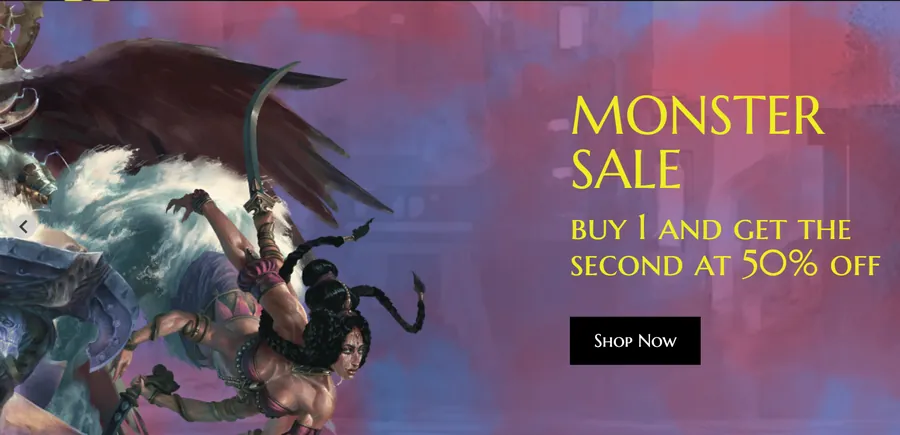 MONSTER
SALE
BUY 1 AND GET THE
SECOND AT 50% OFF
Shop Now